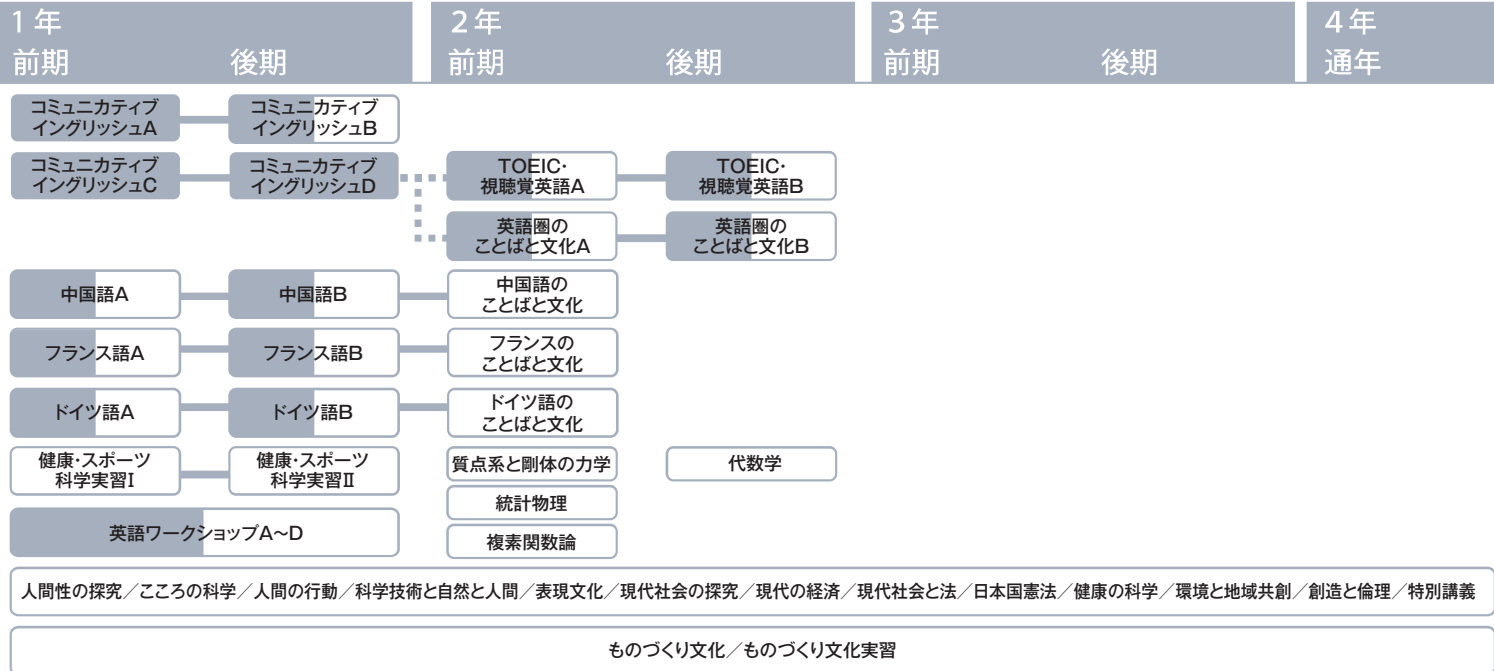 1年
前期 後期
2年
前期 後期
3年
前期 後期
4年
通年
コミュニカティブ
イングリッシュA
コミュニカティブ
イングリッシュB
コミュニカティブ
イングリッシュC
コミュニカティブ
イングリッシュD
TOEIC・
視聴覚英語A
TOEIC・
視聴覚英語B
英語圏の
ことばと文化A
英語圏の
ことばと文化B
中国語A
中国語B
中国語の
ことばと文化
フランス語A
フランス語B
フランスの
ことばと文化
ドイツ語A
ドイツ語B
ドイツ語の
ことばと文化
健康・スポーツ
科学実習I
健康・スポーツ
科学実習II
質点系と剛体の力学
代数学
統計物理
英語ワークショップA〜D
複素関数論
人間性の探究／こころの科学／人間の行動／科学技術と自然と人間／表現文化／現代社会の探究／現代の経済／現代社会と法／日本国憲法／健康の科学／環境と地域共創／創造と倫理／特別講義
ものづくり文化／ものづくり文化実習